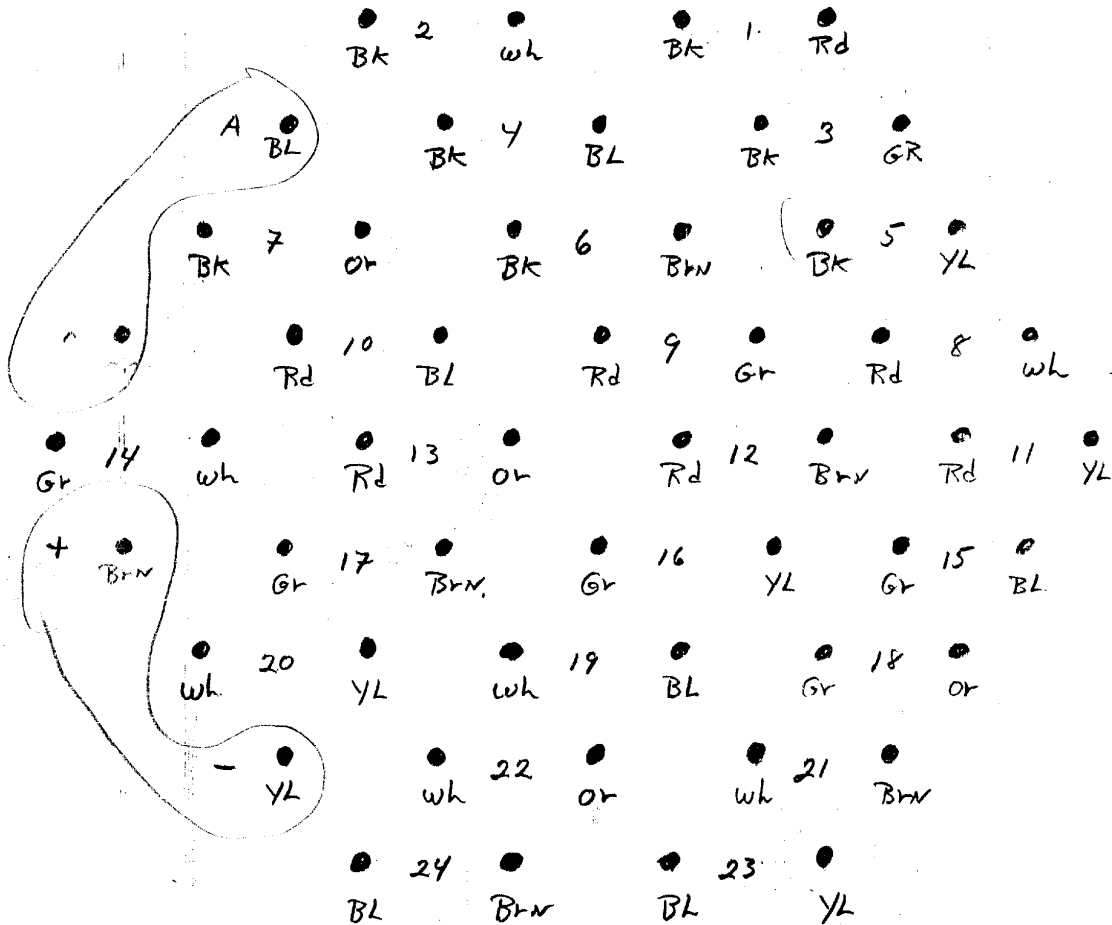 2 1.
Bk wh Bk Rd
A 4 3
BL Bk BL Bk GR
7 6 5
Bk Or Bk BrN Bk YL
10 9 8
Rd BL Rd Gr Rd wh
14 13 12 11
Gr wh Rd Or Rd BrN Rd YL
+ 17 16 15
BrN Gr BrN. Gr YL Gr BL
20 19 18
Wh YL wh BL Gr Or
- 22 21
YL wh Or wh BrN
24 23
BL BrN BL YL